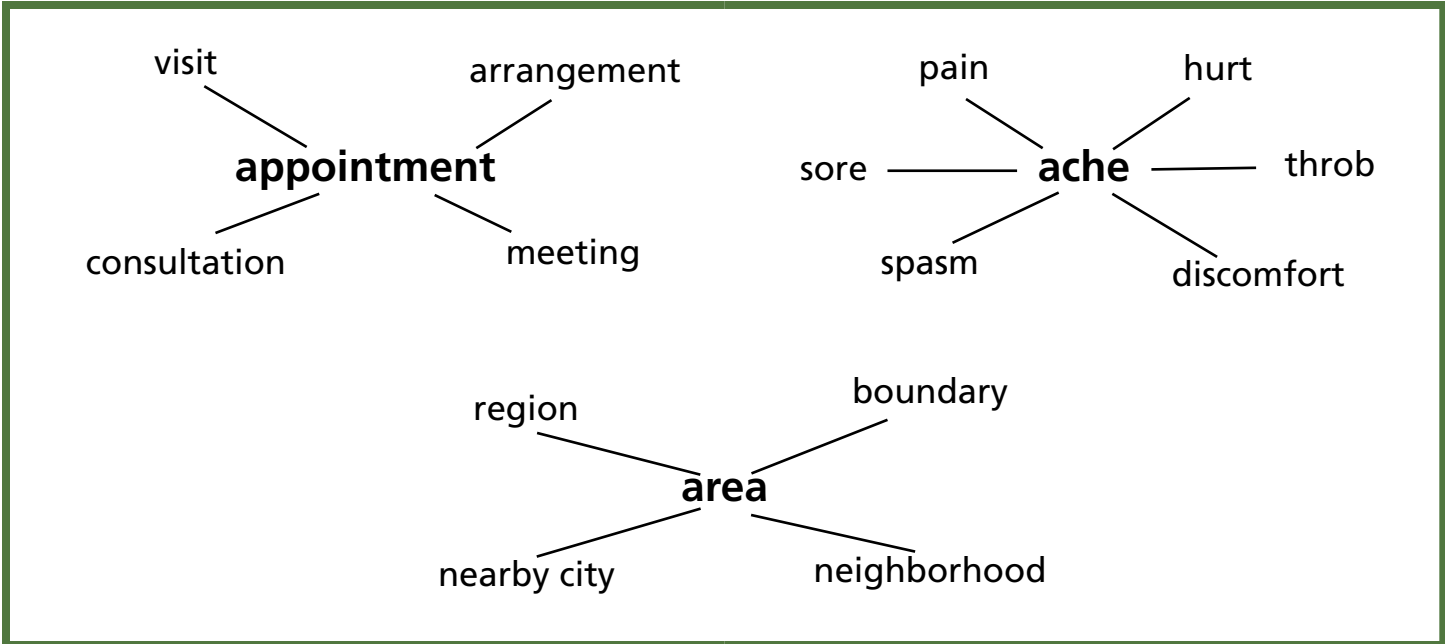 visit
arrangement
appointment
consultation
meeting
pain
hurt
sore
ache
throb
spasm
discomfort
region
boundary
area
nearby city
neighborhood